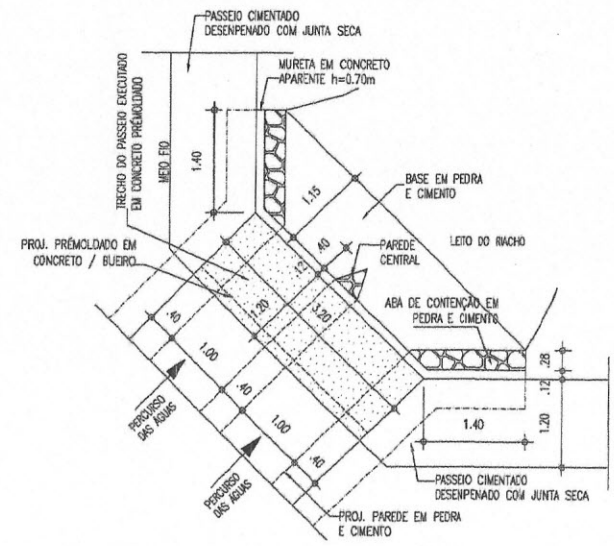 PASSEIO CIMENTADO
DESENPENADO COM JUNTA SECA
MURETA EM CONCRETO
APARENTE h=0.70m
TRECHO DO PASSEIO EXECUTADO
EM CONCRETO PRÉMOLDADO
MEIO FIO
1.40
1.15
BASE EM PEDRA
E CIMENTO
PROJ. PRÉMOLDADO EM
CONCRETO / BUEIRO
.40
.12
PAREDE
CENTRAL
LEITO DO RIACHO
1.20
3.20
ABA DE CONTENÇÃO EM
PEDRA E CIMENTO
.40
1.00
.40
1.00
.40
.28
.12
1.20
1.40
PERCURSO
DAS AGUAS
PERCURSO
DAS AGUAS
PASSEIO CIMENTADO
DESENPENADO COM JUNTA SECA
PROJ. PAREDE EM PEDRA
E CIMENTO